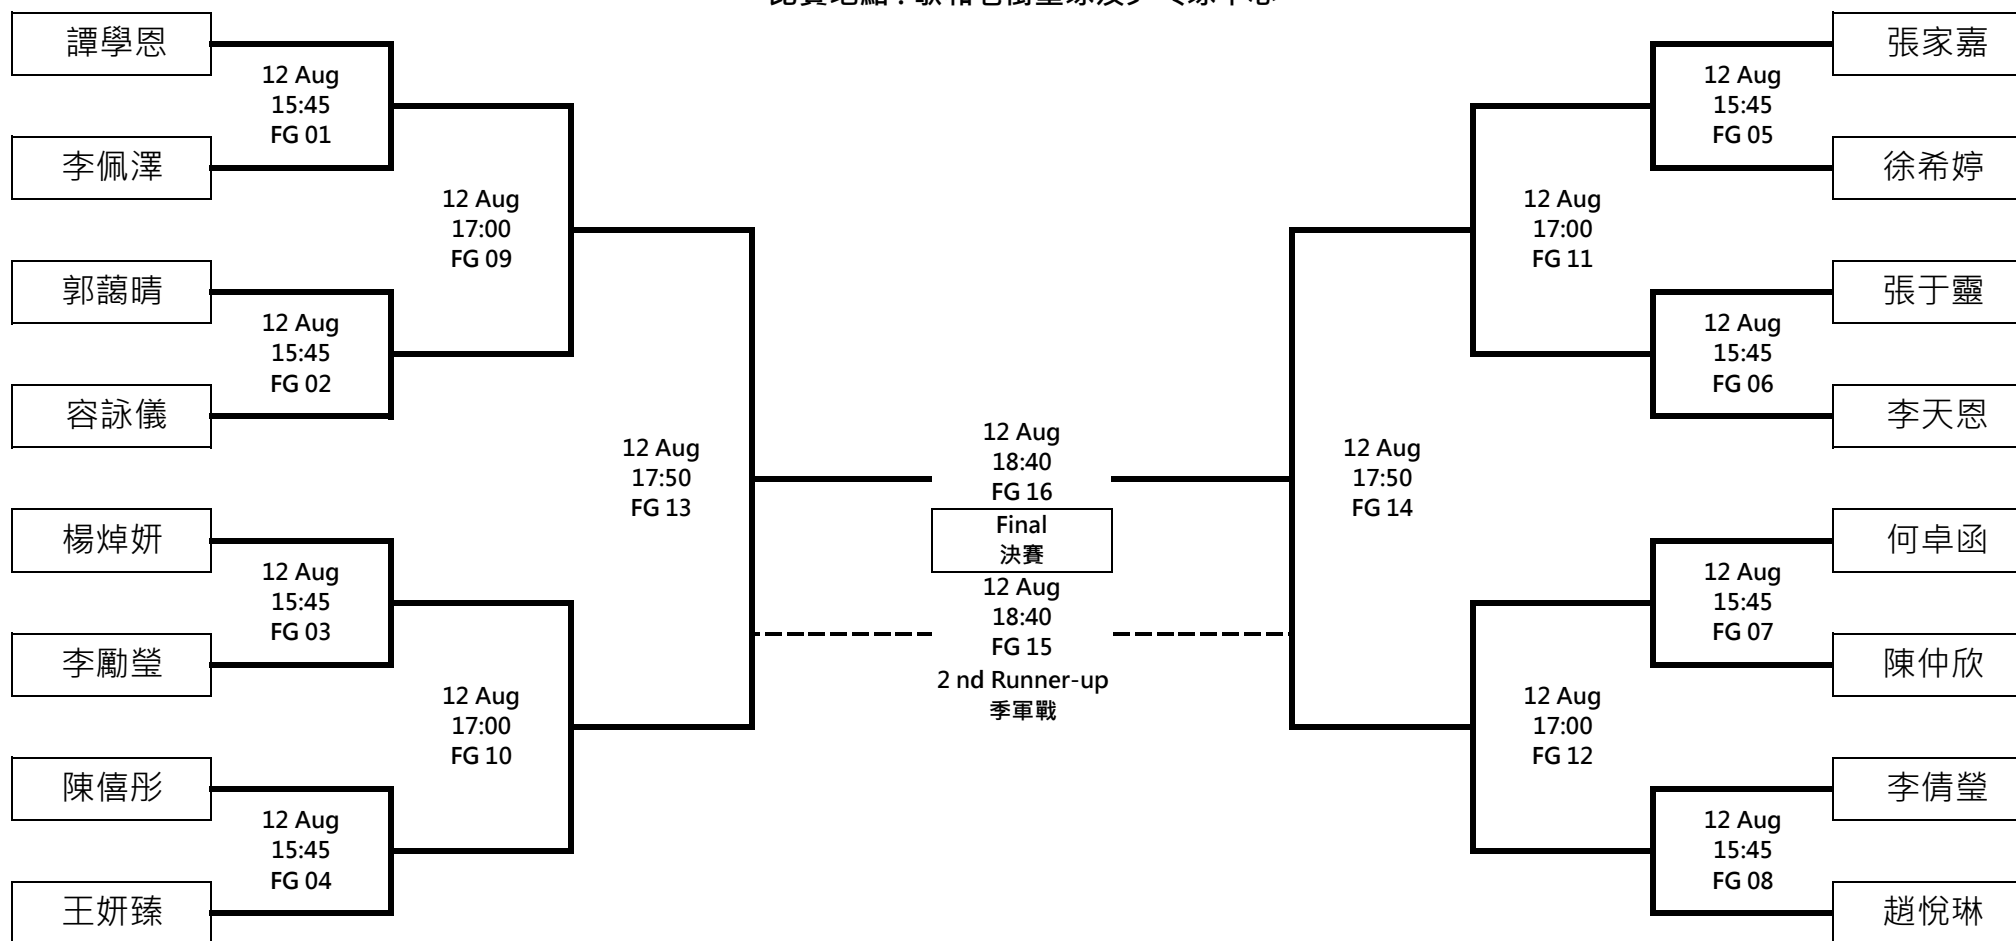 譚學恩
12 Aug
15:45
FG 01
李佩澤
12 Aug
17:00
FG 09
郭藹晴
12 Aug
15:45
FG 02
容詠儀
12 Aug
17:50
FG 13
楊焯妍
12 Aug
15:45
FG 03
李勵瑩
12 Aug
17:00
FG 10
陳僖彤
12 Aug
15:45
FG 04
王妍臻
12 Aug
18:40
FG 16
Final
決賽
12 Aug
18:40
FG 15
2 nd Runner-up
季軍戰
張家嘉
12 Aug
15:45
FG 05
徐希婷
12 Aug
17:00
FG 11
張于靈
12 Aug
15:45
FG 06
李天恩
12 Aug
17:50
FG 14
何卓函
12 Aug
15:45
FG 07
陳仲欣
12 Aug
17:00
FG 12
李倩瑩
12 Aug
15:45
FG 08
趙悅琳